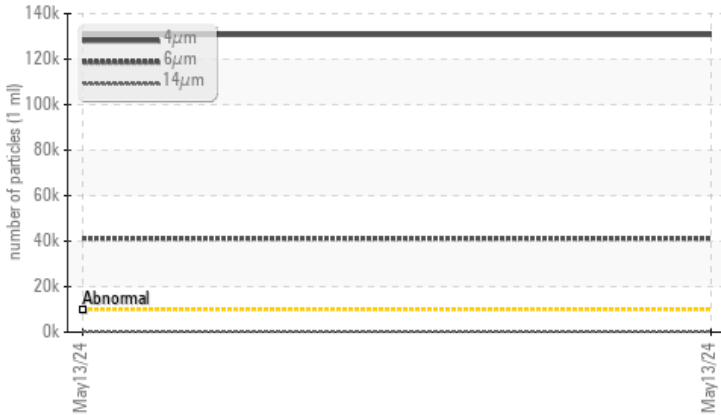 140k
120k
100k
80k
60k
40k
20k
0k
number of particles (1 ml)
4µm
6µm
14µm
Abnormal
May13/24
May13/24